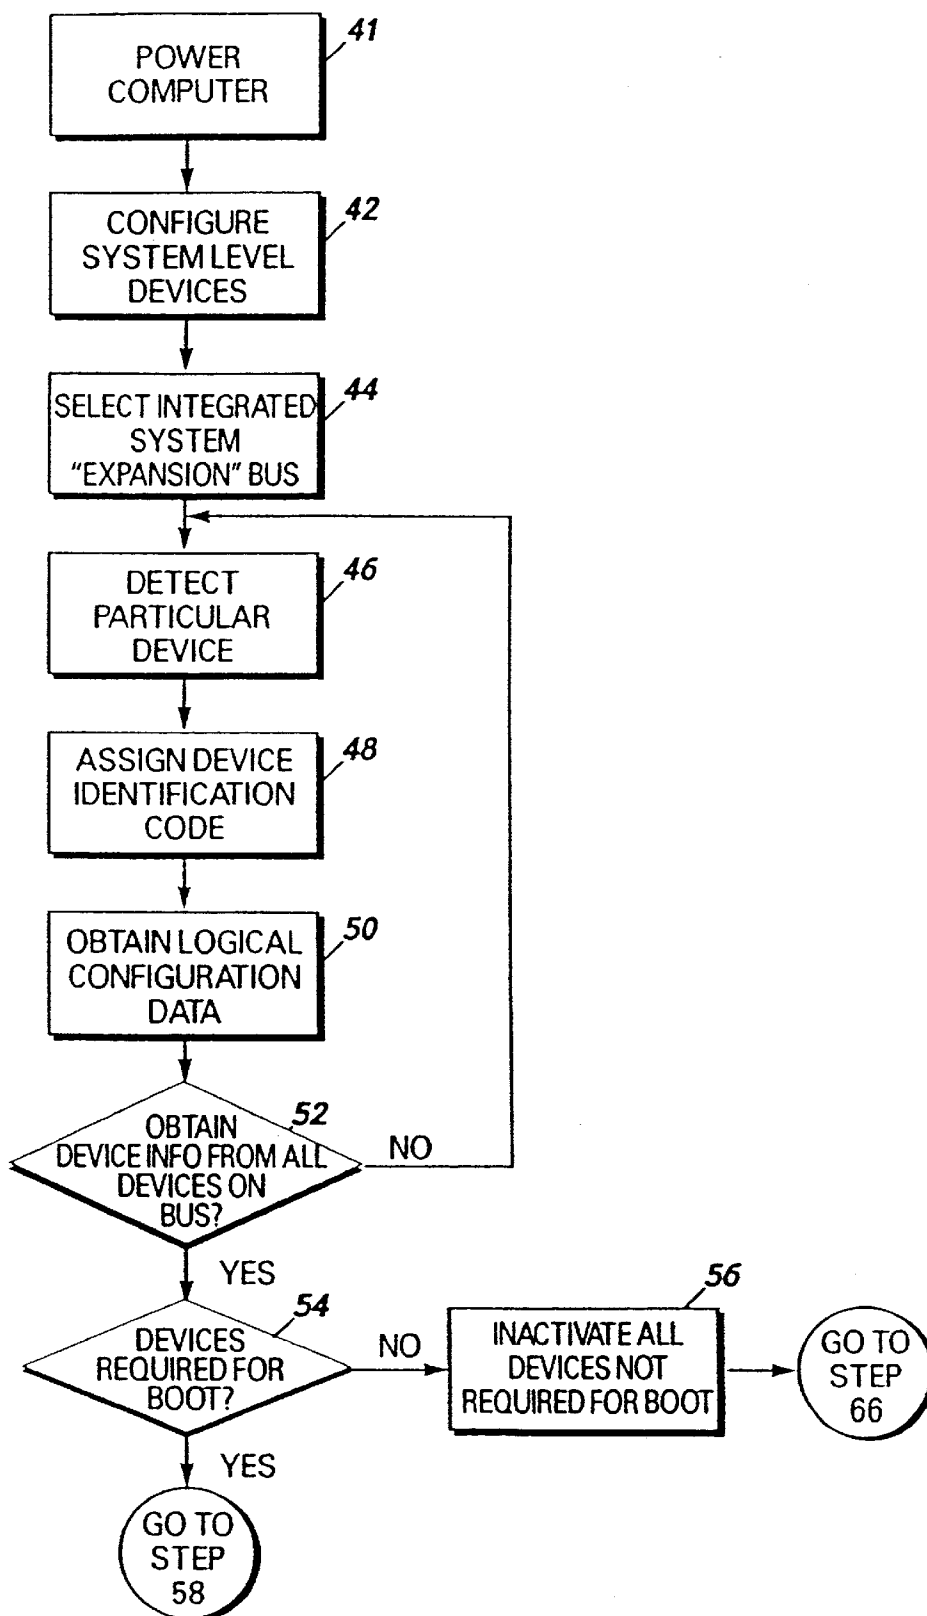 41
POWER
COMPUTER
42
CONFIGURE
SYSTEM LEVEL
DEVICES
44
SELECT INTEGRATED
SYSTEM
"EXPANSION" BUS
46
DETECT
PARTICULAR
DEVICE
48
ASSIGN DEVICE
IDENTIFICATION
CODE
50
OBTAIN LOGICAL
CONFIGURATION
DATA
52
OBTAIN
DEVICE INFO FROM ALL
DEVICES ON
BUS?
NO
YES
54
DEVICES
REQUIRED FOR
BOOT?
NO
56
INACTIVATE ALL
DEVICES NOT
REQUIRED FOR BOOT
GO TO
STEP
66
YES
GO TO
STEP
58